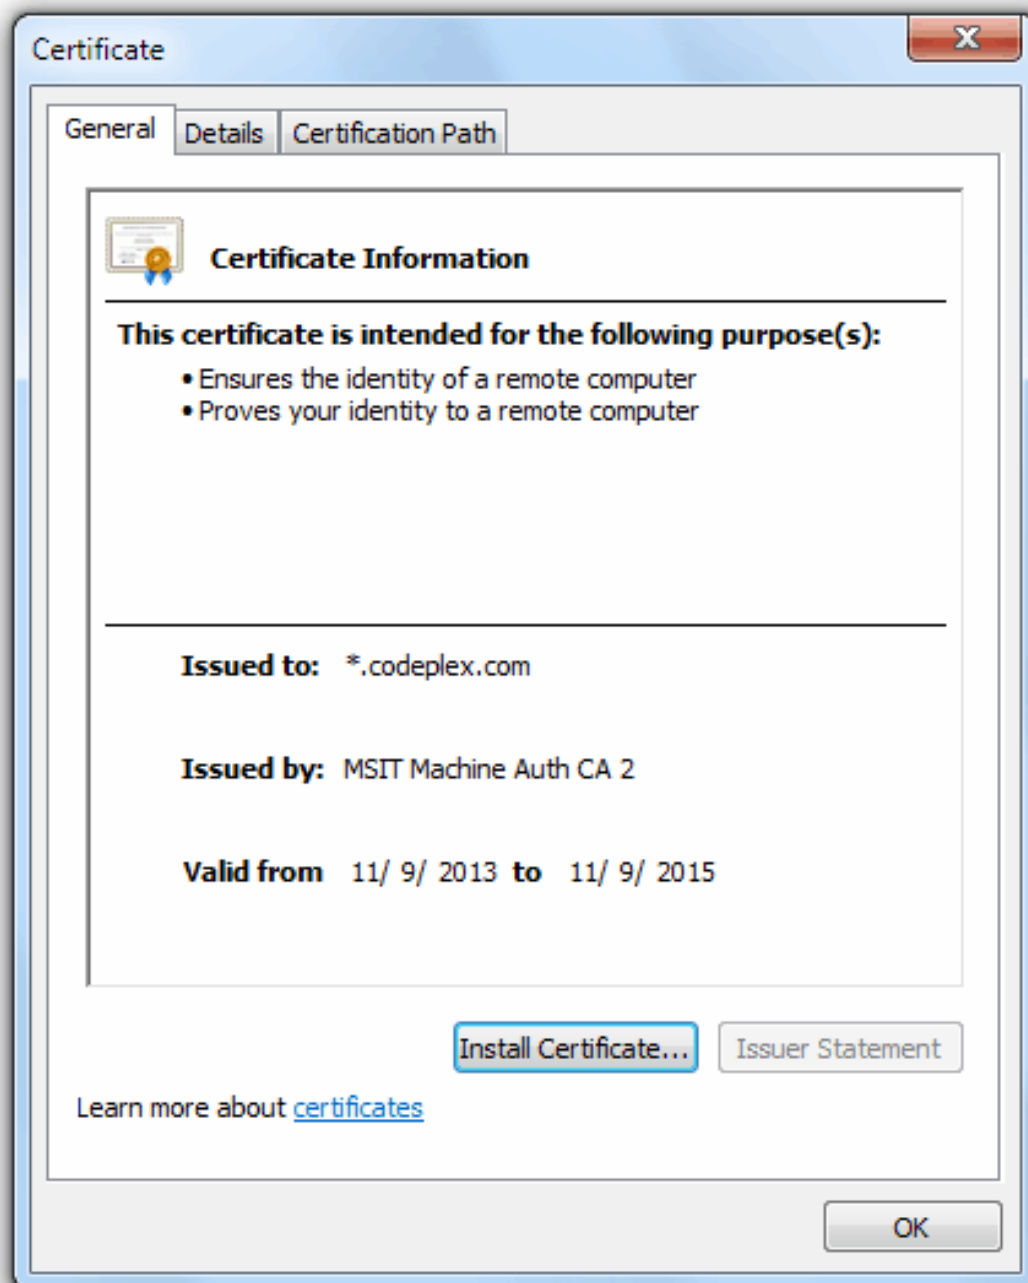 Certificate
General Details Certification Path
Certificate Information
This certificate is intended for the following purpose(s):
• Ensures the identity of a remote computer
• Proves your identity to a remote computer
Issued to: *.codeplex.com
Issued by: MSIT Machine Auth CA 2
Valid from 11/ 9/ 2013 to 11/ 9/ 2015
Install Certificate... Issuer Statement
Learn more about certificates
OK